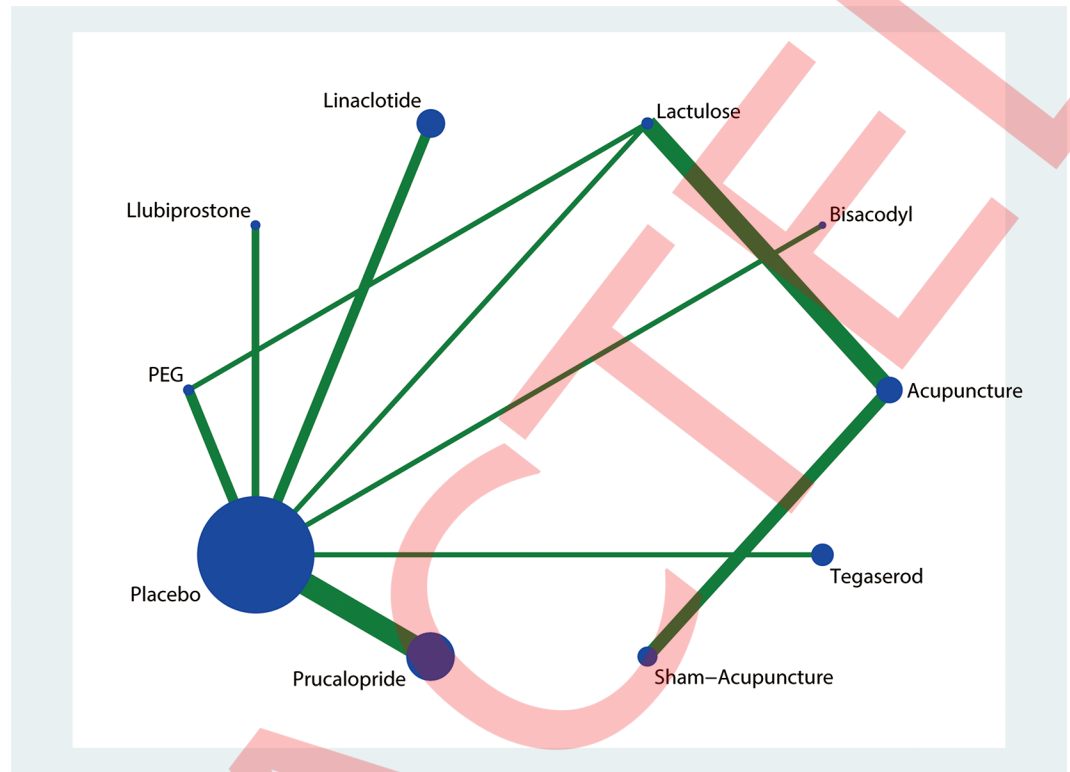 Linaclotide
Lactulose
Llubiprostone
Bisacodyl
PEG
Acupuncture
Placebo
Tegaserod
Prucalopride
Sham–Acupuncture